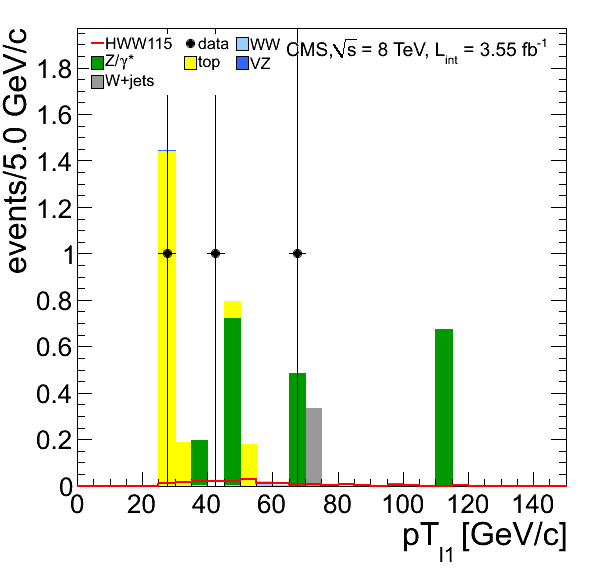 HWW115 data WW CMS,√s = 8 TeV, Lint = 3.55 fb-1
Z/γ* top VZ
W+jets
events/5.0 GeV/c
1.8
1.6
1.4
1.2
1
0.8
0.6
0.4
0.2
0
0 20 40 60 80 100 120 140
pTl1 [GeV/c]